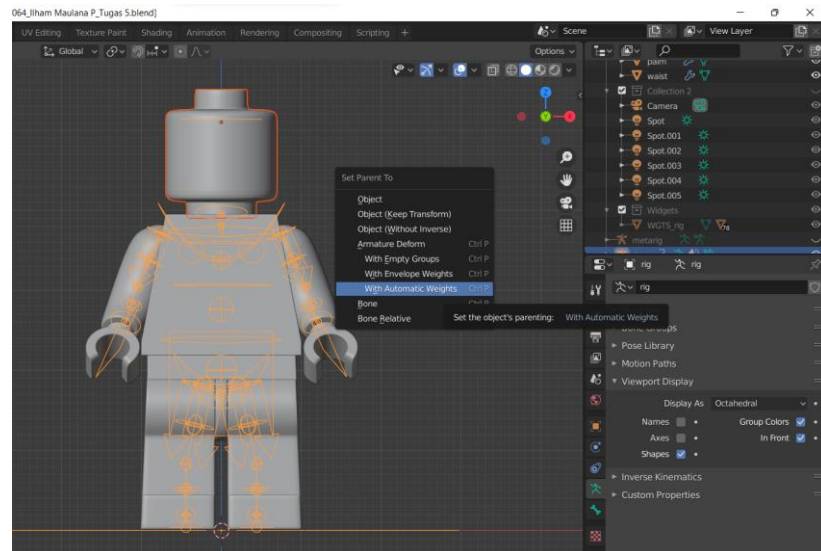 064_Ilham Maulana P_Tugas 5.blend]
UV Editing Texture Paint Shading Animation Rendering Compositing Scripting +
Scene
View Layer
Global
Options
Set Parent To
Object
Object (Keep Transform)
Object (Without Inverse)
Armature Deform Ctrl P
With Empty Groups
With Envelope Weights Ctrl P
With Automatic Weights Ctrl P
Bone Ctrl P
Bone Relative
Set the object's parenting: With Automatic Weights
Z
Y
X
palm
waist
Collection 2
Camera
Spot
Spot.001
Spot.002
Spot.003
Spot.004
Spot.005
Widgets
WGTS_rig 76
metarig
rig rig
rig
Bone Groups
Pose Library
Motion Paths
Viewport Display
Display As Octahedral
Names Group Colors
Axes In Front
Shapes
Inverse Kinematics
Custom Properties